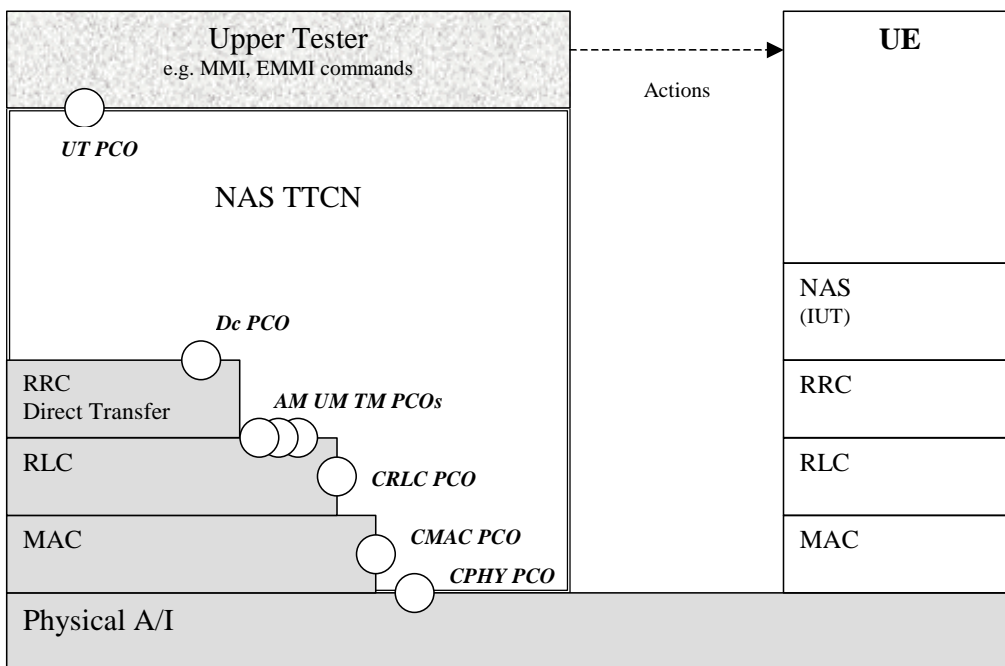 Upper Tester
e.g. MMI, EMMI commands
UE
Actions
UT PCO
NAS TTCN
NAS
(IUT)
Dc PCO
RRC
Direct Transfer
AM UM TM PCOs
RRC
RLC
CRLC PCO
RLC
MAC
CMAC PCO
MAC
CPHY PCO
Physical A/I